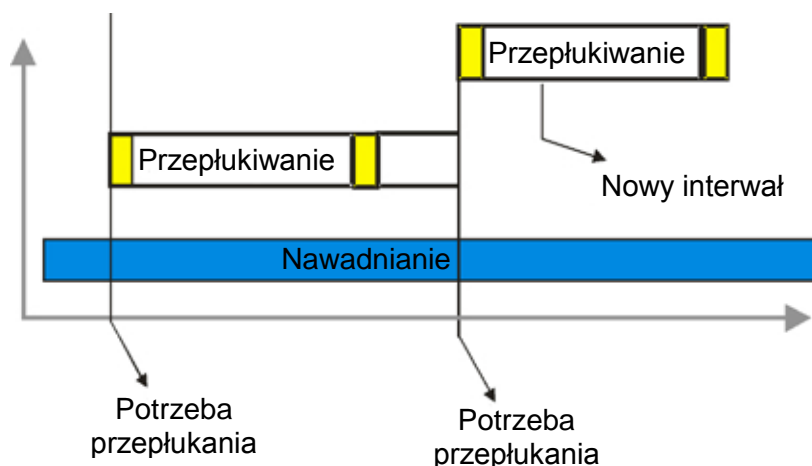 Przepłukiwanie
Przepłukiwanie
Nowy interwał
Nawadnianie
Potrzeba
przepłukania
Potrzeba
przepłukania